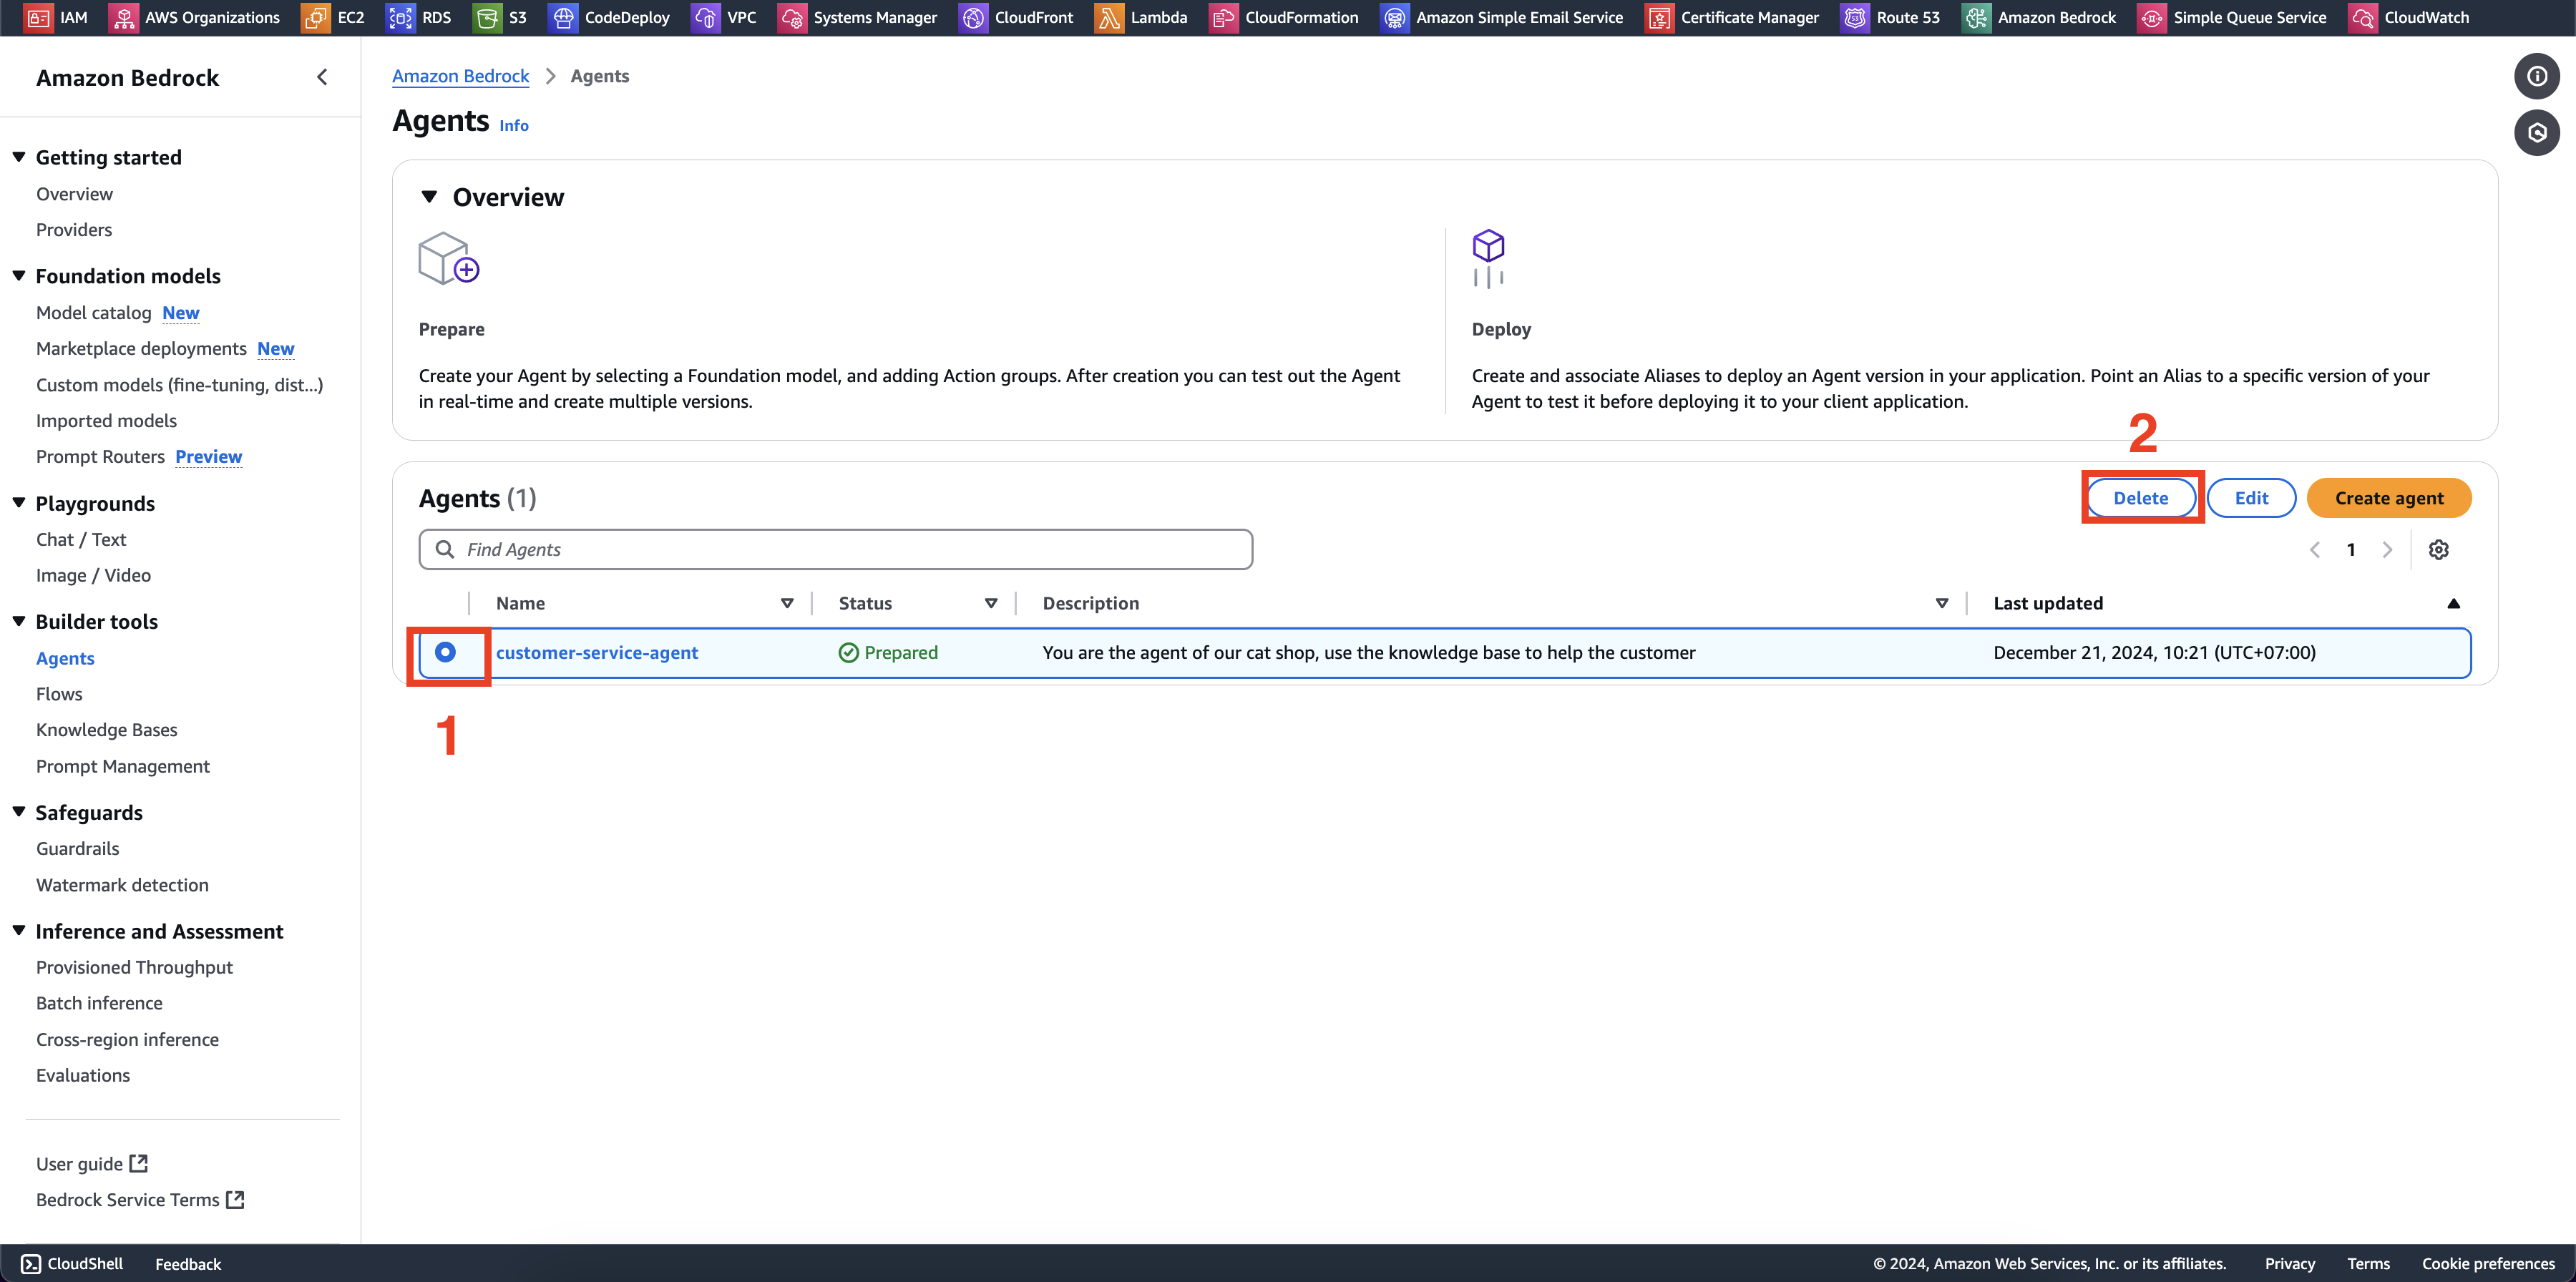 IAM AWS Organizations EC2 RDS S3 CodeDeploy VPC Systems Manager CloudFront Lambda CloudFormation Amazon Simple Email Service Certificate Manager Route 53 Amazon Bedrock Simple Queue Service CloudWatch
Amazon Bedrock
Getting started
Overview
Providers
Foundation models
Model catalog New
Marketplace deployments New
Custom models (fine-tuning, dist...)
Imported models
Prompt Routers Preview
Playgrounds
Chat / Text
Image / Video
Builder tools
Agents
Flows
Knowledge Bases
Prompt Management
Safeguards
Guardrails
Watermark detection
Inference and Assessment
Provisioned Throughput
Batch inference
Cross-region inference
Evaluations
User guide
Bedrock Service Terms
Amazon Bedrock > Agents
Agents Info
Overview
Prepare
Create your Agent by selecting a Foundation model, and adding Action groups. After creation you can test out the Agent
in real-time and create multiple versions.
Deploy
Create and associate Aliases to deploy an Agent version in your application. Point an Alias to a specific version of your
Agent to test it before deploying it to your client application.
2
Agents (1)
Delete Edit Create agent
Find Agents
1
Name Status Description Last updated
customer-service-agent Prepared You are the agent of our cat shop, use the knowledge base to help the customer December 21, 2024, 10:21 (UTC+07:00)
1
CloudShell Feedback © 2024, Amazon Web Services, Inc. or its affiliates. Privacy Terms Cookie preferences